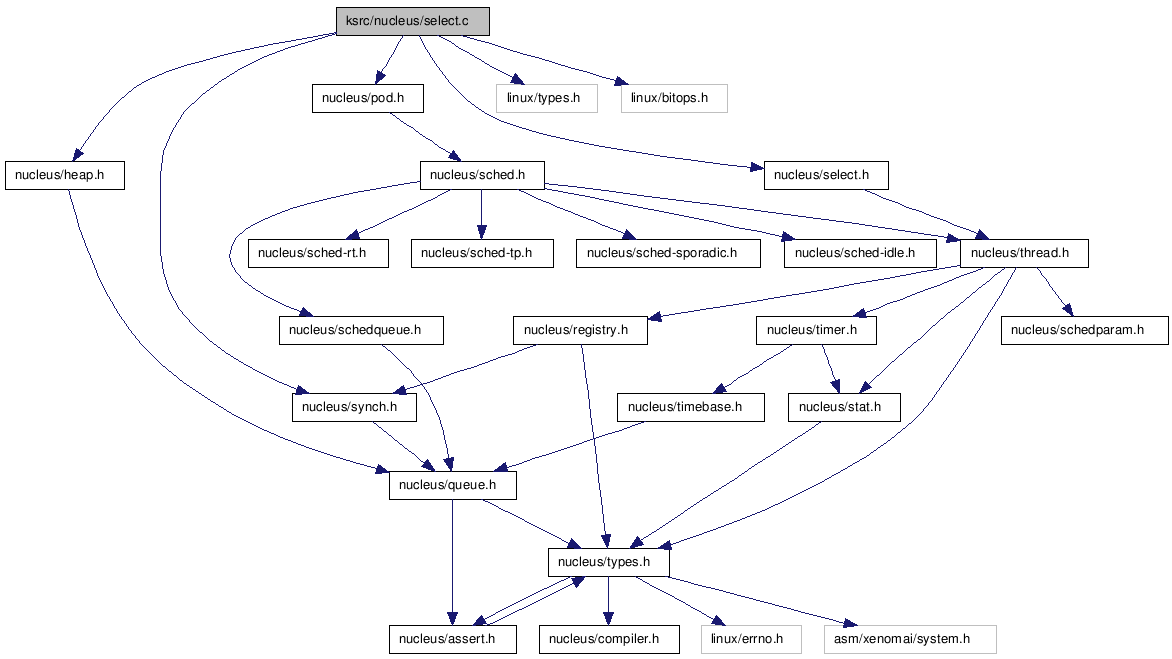 ksrc/nucleus/select.c
nucleus/pod.h
linux/types.h
linux/bitops.h
nucleus/heap.h
nucleus/sched.h
nucleus/select.h
nucleus/sched-rt.h
nucleus/sched-tp.h
nucleus/sched-sporadic.h
nucleus/sched-idle.h
nucleus/thread.h
nucleus/schedqueue.h
nucleus/registry.h
nucleus/timer.h
nucleus/schedparam.h
nucleus/synch.h
nucleus/timebase.h
nucleus/stat.h
nucleus/queue.h
nucleus/types.h
nucleus/assert.h
nucleus/compiler.h
linux/errno.h
asm/xenomai/system.h